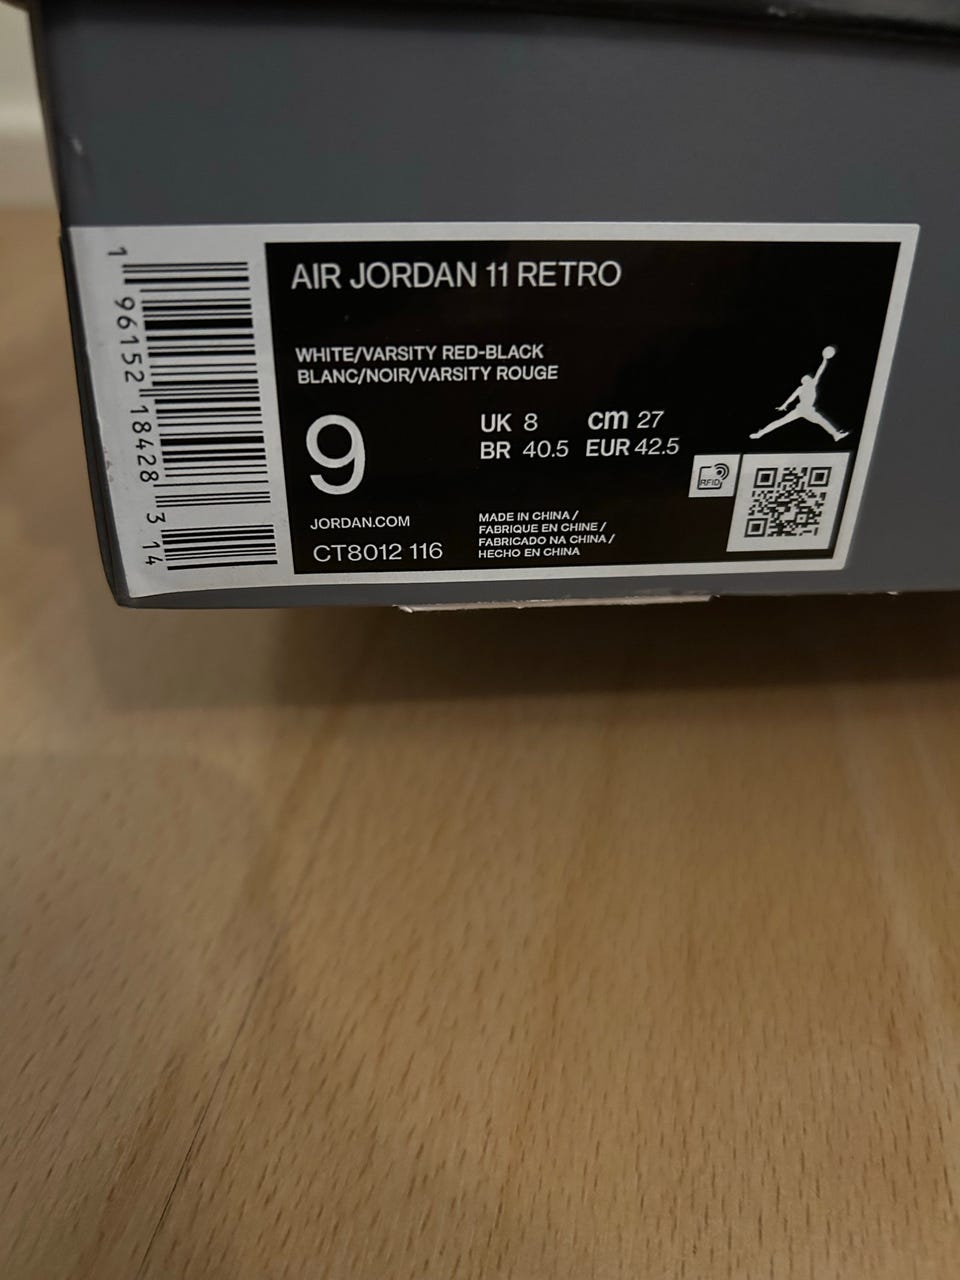 AIR JORDAN 11 RETRO
WHITE/VARSITY RED-BLACK
BLANC/NOIR/VARSITY ROUGE
9
UK 8 cm 27
BR 40.5 EUR 42.5
RFID
JORDAN.COM
CT8012 116
MADE IN CHINA /
FABRIQUE EN CHINE /
FABRICADO NA CHINA /
HECHO EN CHINA
1 96152 18428 3 14